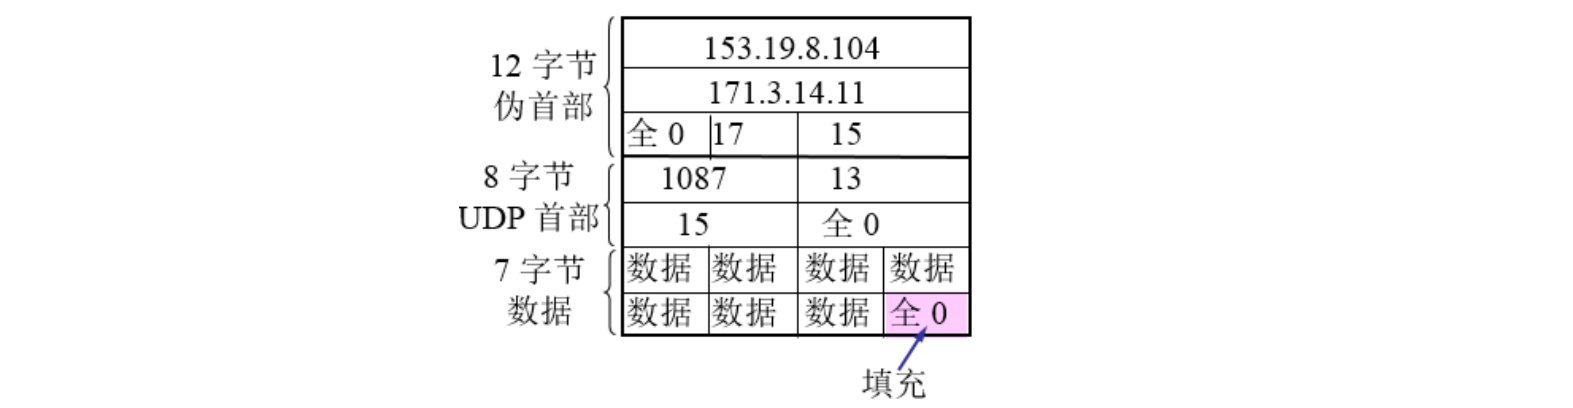 153.19.8.104
12 字节
伪首部
171.3.14.11
全 0 17 15
8 字节
UDP 首部
1087 13
15 全 0
7 字节
数据
数据 数据 数据 数据
数据 数据 数据 全 0
填充